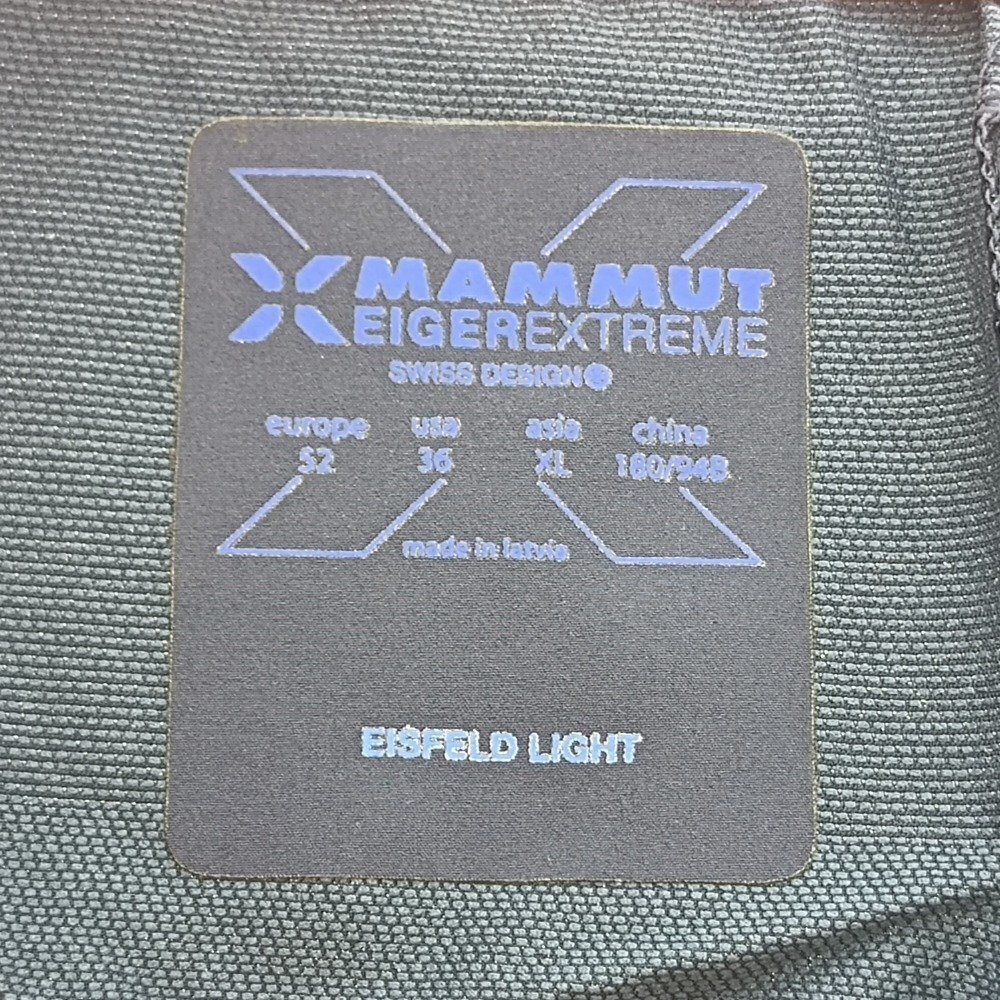 MAMMUT
EIGEREXTREME
SWISS DESIGN
europe usa asia china
52 36 XL 180/94B
made in latvia
EISFELD LIGHT